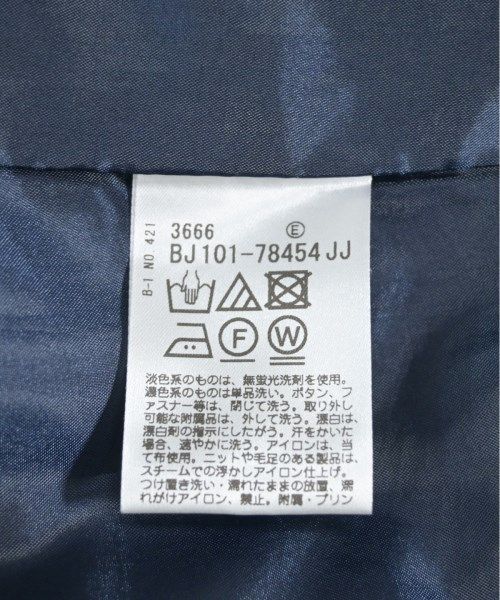 B-1 NO. 421
3666 Ⓔ
BJ101-78454JJ
F W
淡色系のものは、無蛍光洗剤を使用。
濃色系のものは単品洗い。ボタン、フ
ァスナー等は、閉じて洗う。取り外し
可能な附属品は、外して洗う。漂白は、
漂白剤の指示にしたがう。汗をかいた
場合、速やかに洗う。アイロンは、当
て布使用。ニットや毛足のある製品は、
スチームでの浮かしアイロン仕上げ。
つけ置き洗い・濡れたままの放置、濡
れがけアイロン、禁止。附属・プリン